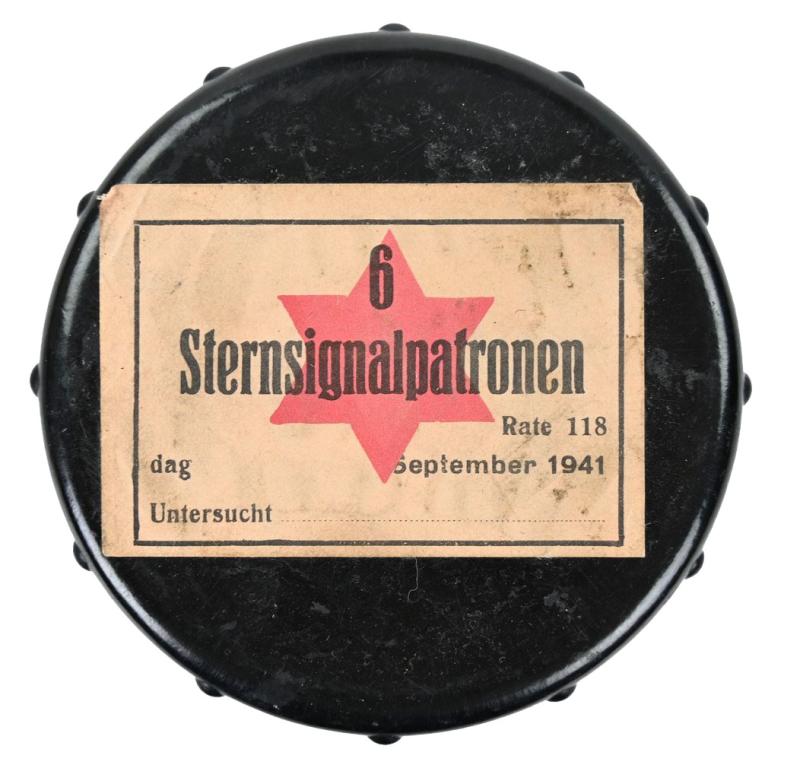 6
Sternsignalpatronen
Rate 118
dag September 1941
Untersucht